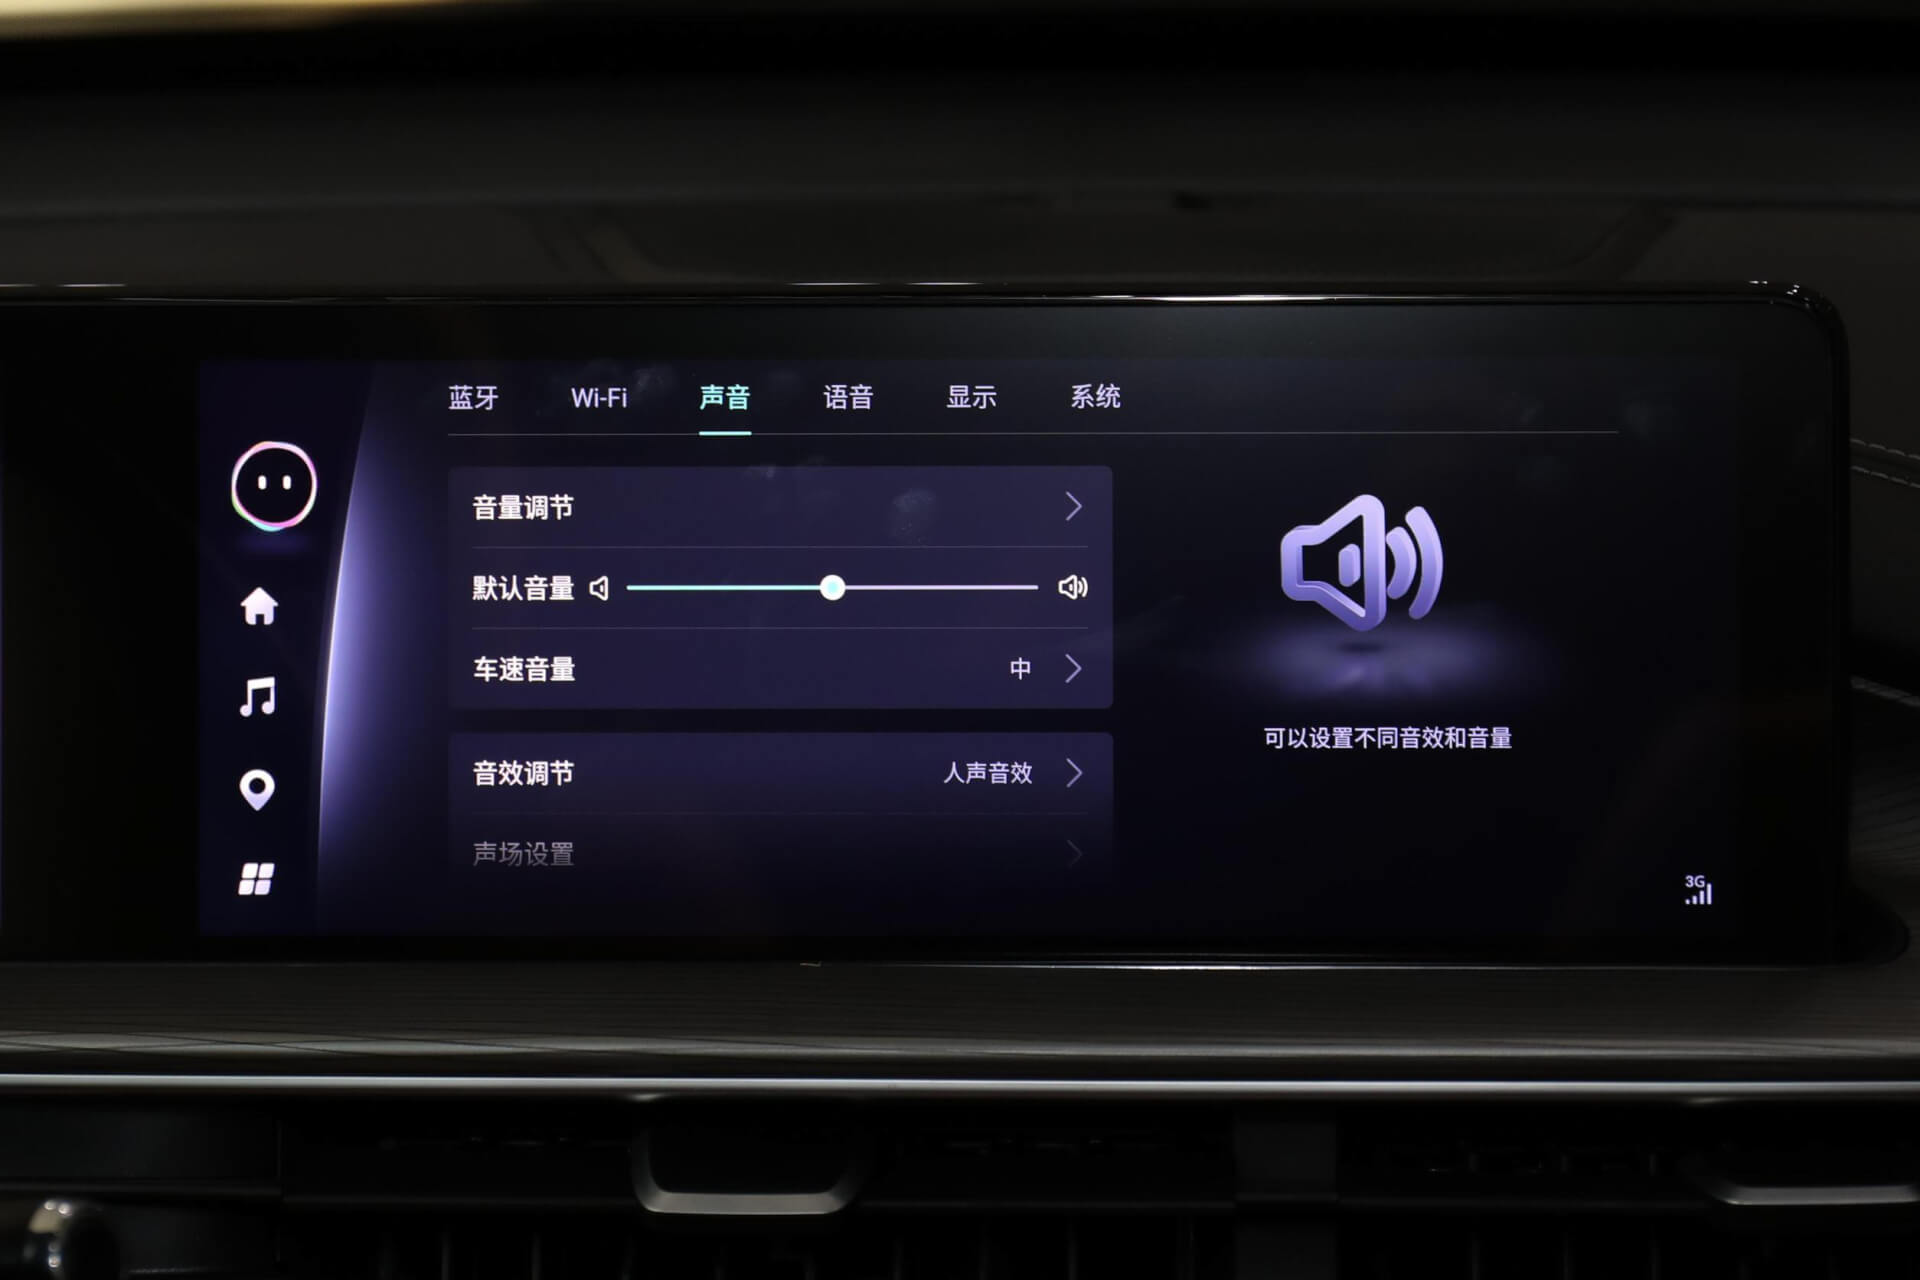 蓝牙 Wi-Fi 声音 语音 显示 系统
音量调节
默认音量
车速音量 中
音效调节 人声音效
声场设置
可以设置不同音效和音量
3G